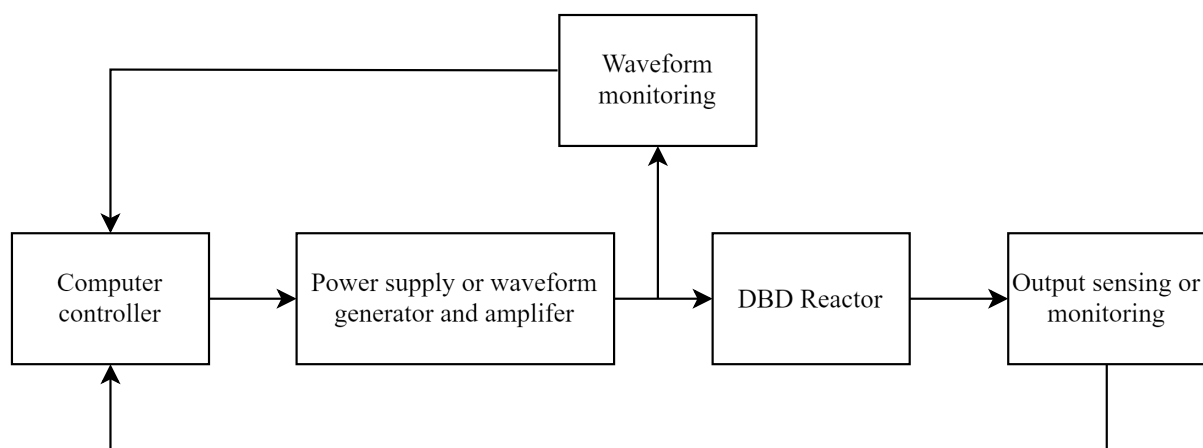 Waveform
monitoring
Computer
controller
Power supply or waveform
generator and amplifer
DBD Reactor
Output sensing or
monitoring